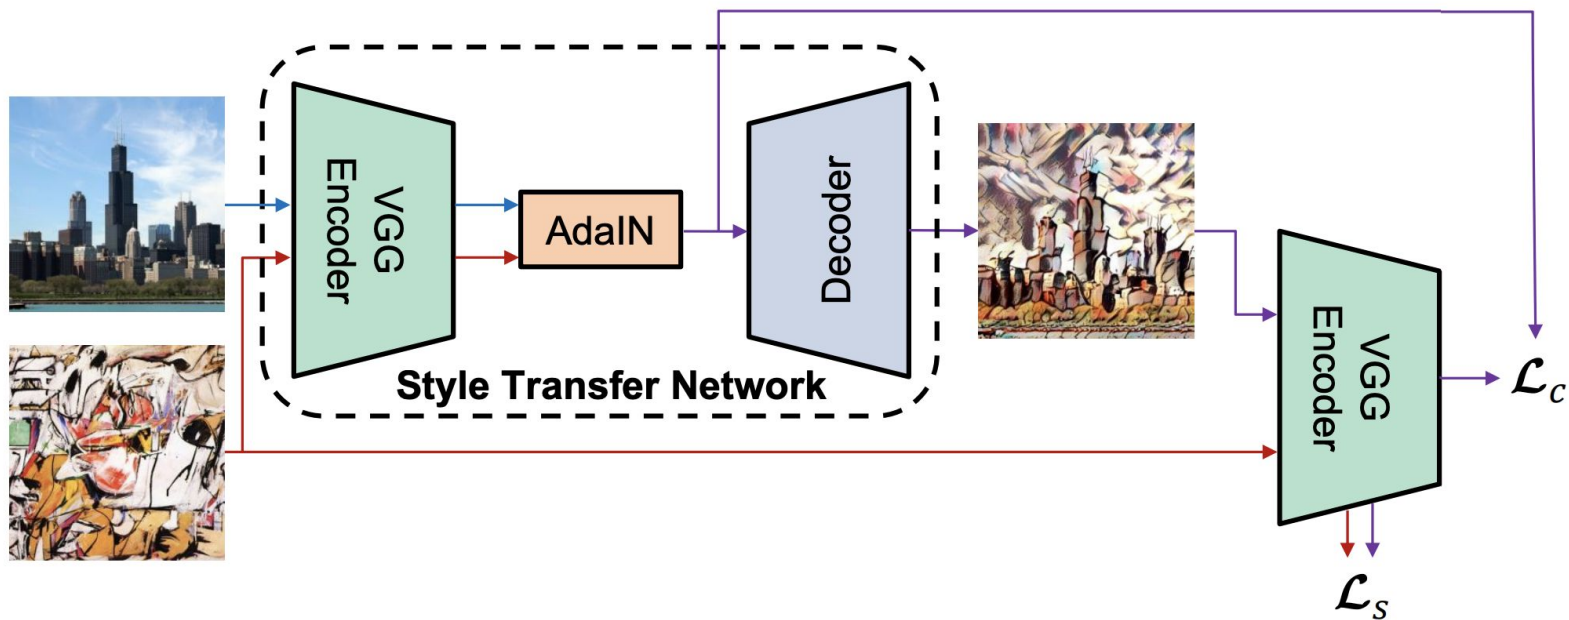 VGG
Encoder
AdaIN
Decoder
Style Transfer Network
VGG
Encoder
ℒc
ℒs